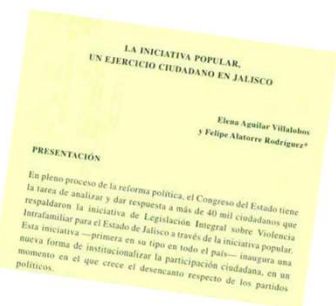 LA INICIATIVA POPULAR,
UN EJERCICIO CIUDADANO EN JALISCO
Elena Aguilar Villalobos
y Felipe Alatorre Rodríguez*
PRESENTACIÓN
En pleno proceso de la reforma política, el Congreso del Estado tiene
la tarea de analizar y dar respuesta a más de 40 mil ciudadanos que
respaldaron la iniciativa de Legislación Integral sobre Violencia
Intrafamiliar para el Estado de Jalisco a través de la iniciativa popular.
Esta iniciativa —primera en su tipo en todo el país— inaugura una
nueva forma de institucionalizar la participación ciudadana, en un
momento en el que crece el desencanto respecto de los partidos
políticos.